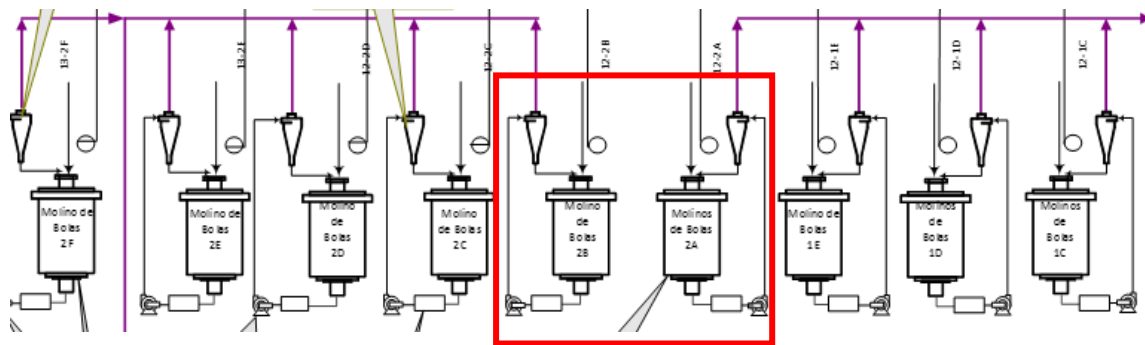 13-2F
13-2E
12-2D
12-2C
12-2B
12-2A
12-1E
12-1D
12-1C
Molino de
Bolas
2F
Molino de
Bolas
2E
Molino
de
Bolas
2D
Molino
de Bolas
2C
Molino
de
Bolas
2B
Molinos
de Bolas
2A
Molino de
Bolas
1E
Molinos
de
Bolas
1D
Molinos
de Bolas
1C